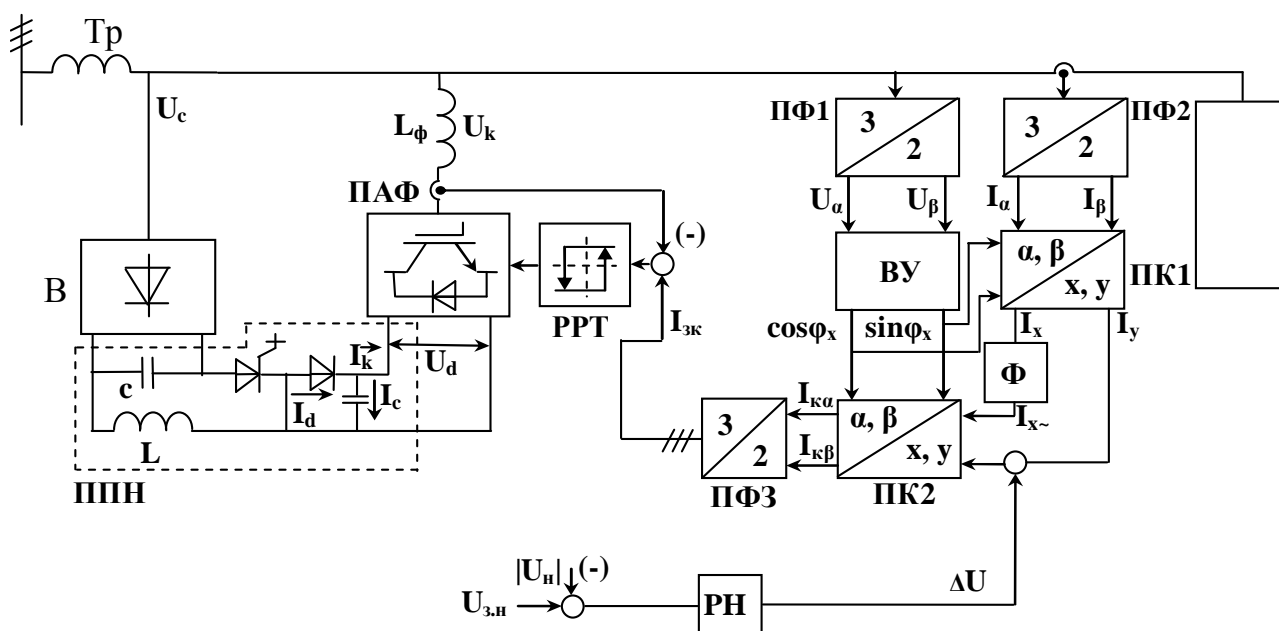 Тр
U_c
L_ф
U_k
ПАФ
В
c
L
I_d
I_k
I_c
U_d
ППН
РРТ
(-)
I_зк
ПФ1
3
2
ПФ2
3
2
U_α
U_β
I_α
I_β
ВУ
α, β
x, y
ПК1
cosφ_x
sinφ_x
I_x
I_y
Ф
I_x~
3
2
ПФЗ
I_кα
I_кβ
α, β
x, y
ПК2
|U_н|
(-)
U_з.н
РН
ΔU